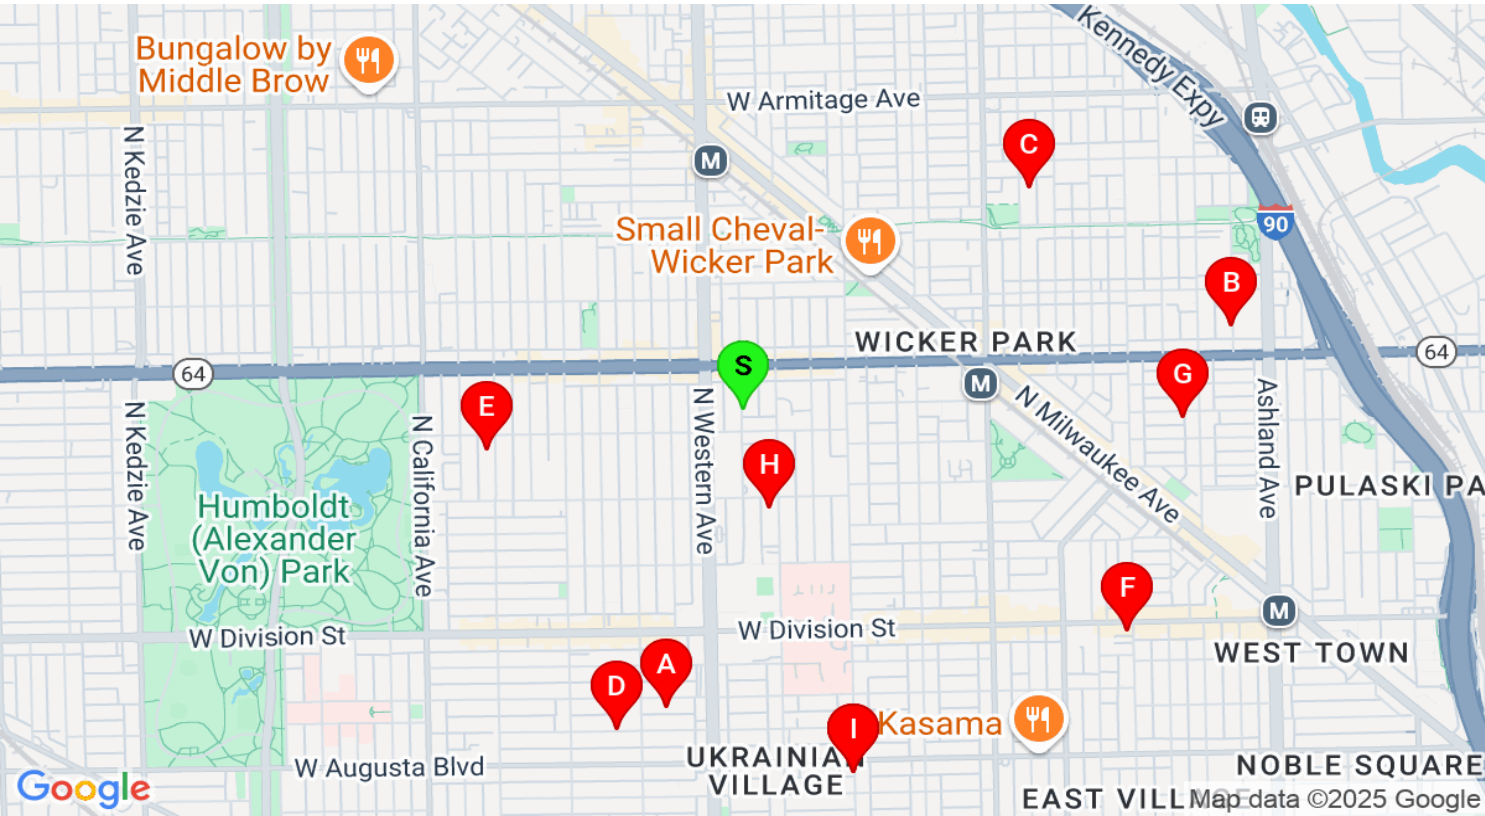 Bungalow by
Middle Brow
W Armitage Ave
Kennedy Expy
N Kedzie Ave
C
M
90
Small Cheval-
Wicker Park
B
WICKER PARK
64
64
S
G
M
E
N Kedzie Ave
N California Ave
N Western Ave
N Milwaukee Ave
Ashland Ave
H
PULASKI PA
Humboldt
(Alexander
Von) Park
F
M
W Division St
W Division St
WEST TOWN
A
D
I
Kasama
UKRAINIAN
VILLAGE
W Augusta Blvd
NOBLE SQUARE
Google
EAST VILL
Map data ©2025 Google